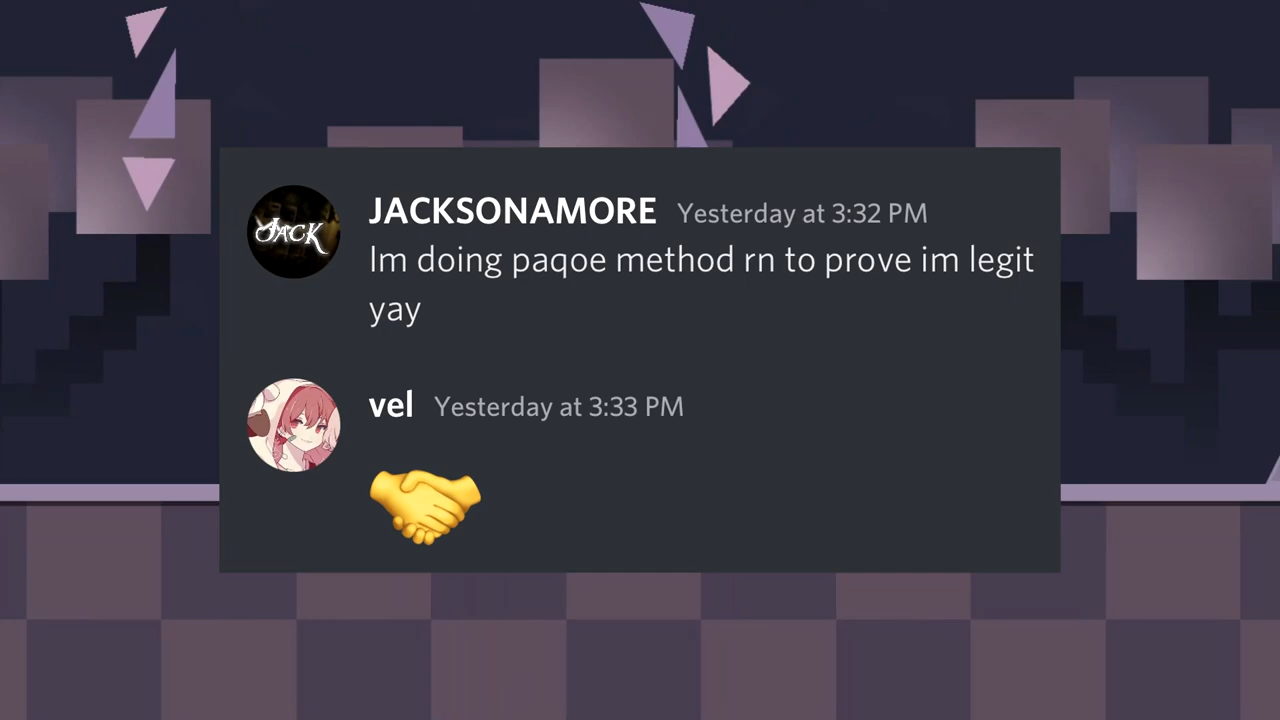 JACK
JACKSONAMORE Yesterday at 3:32 PM
Im doing paqoe method rn to prove im legit
yay
vel Yesterday at 3:33 PM
🤝